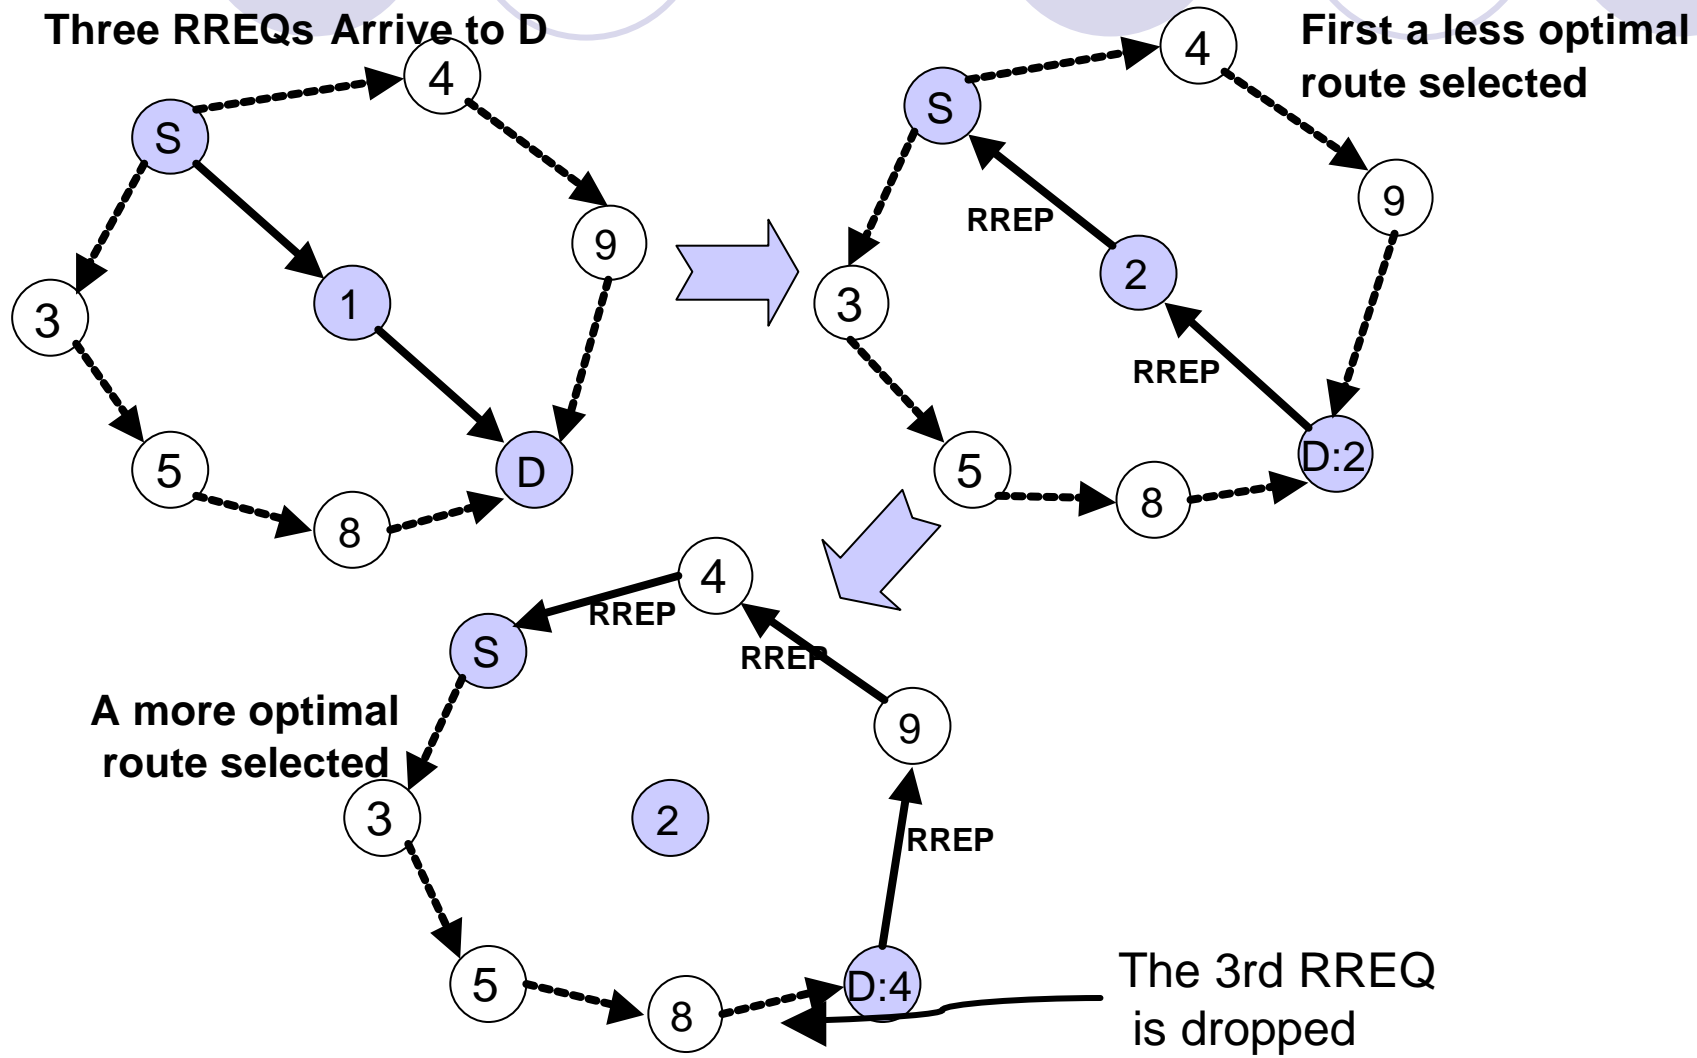 Three RREQs Arrive to D
4
S
9
3
1
5
D
8
First a less optimal
route selected
4
S
9
RREP
2
3
RREP
D:2
5
8
4
RREP
S
RREP
A more optimal
route selected
9
3
2
RREP
5
D:4
8
The 3rd RREQ
is dropped